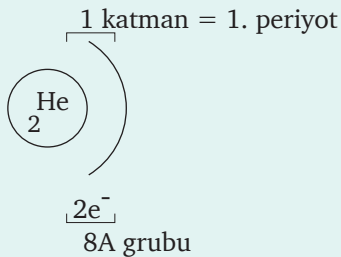 1 katman = 1. periyot
He
2
2e⁻
8A grubu